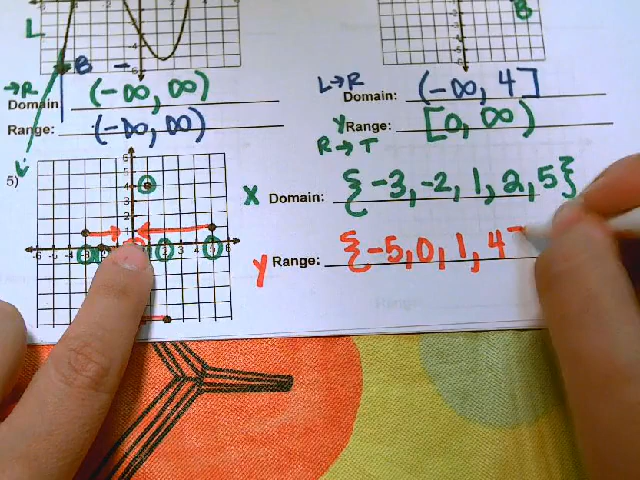 L
B
B
→R
L→R
Domain: (-∞, ∞)
Domain: (-∞, 4]
Range: (-∞, ∞)
y Range: [0, ∞)
B→T
5)
x Domain: {-3, -2, 1, 2, 5}
y Range: {-5, 0, 1, 4